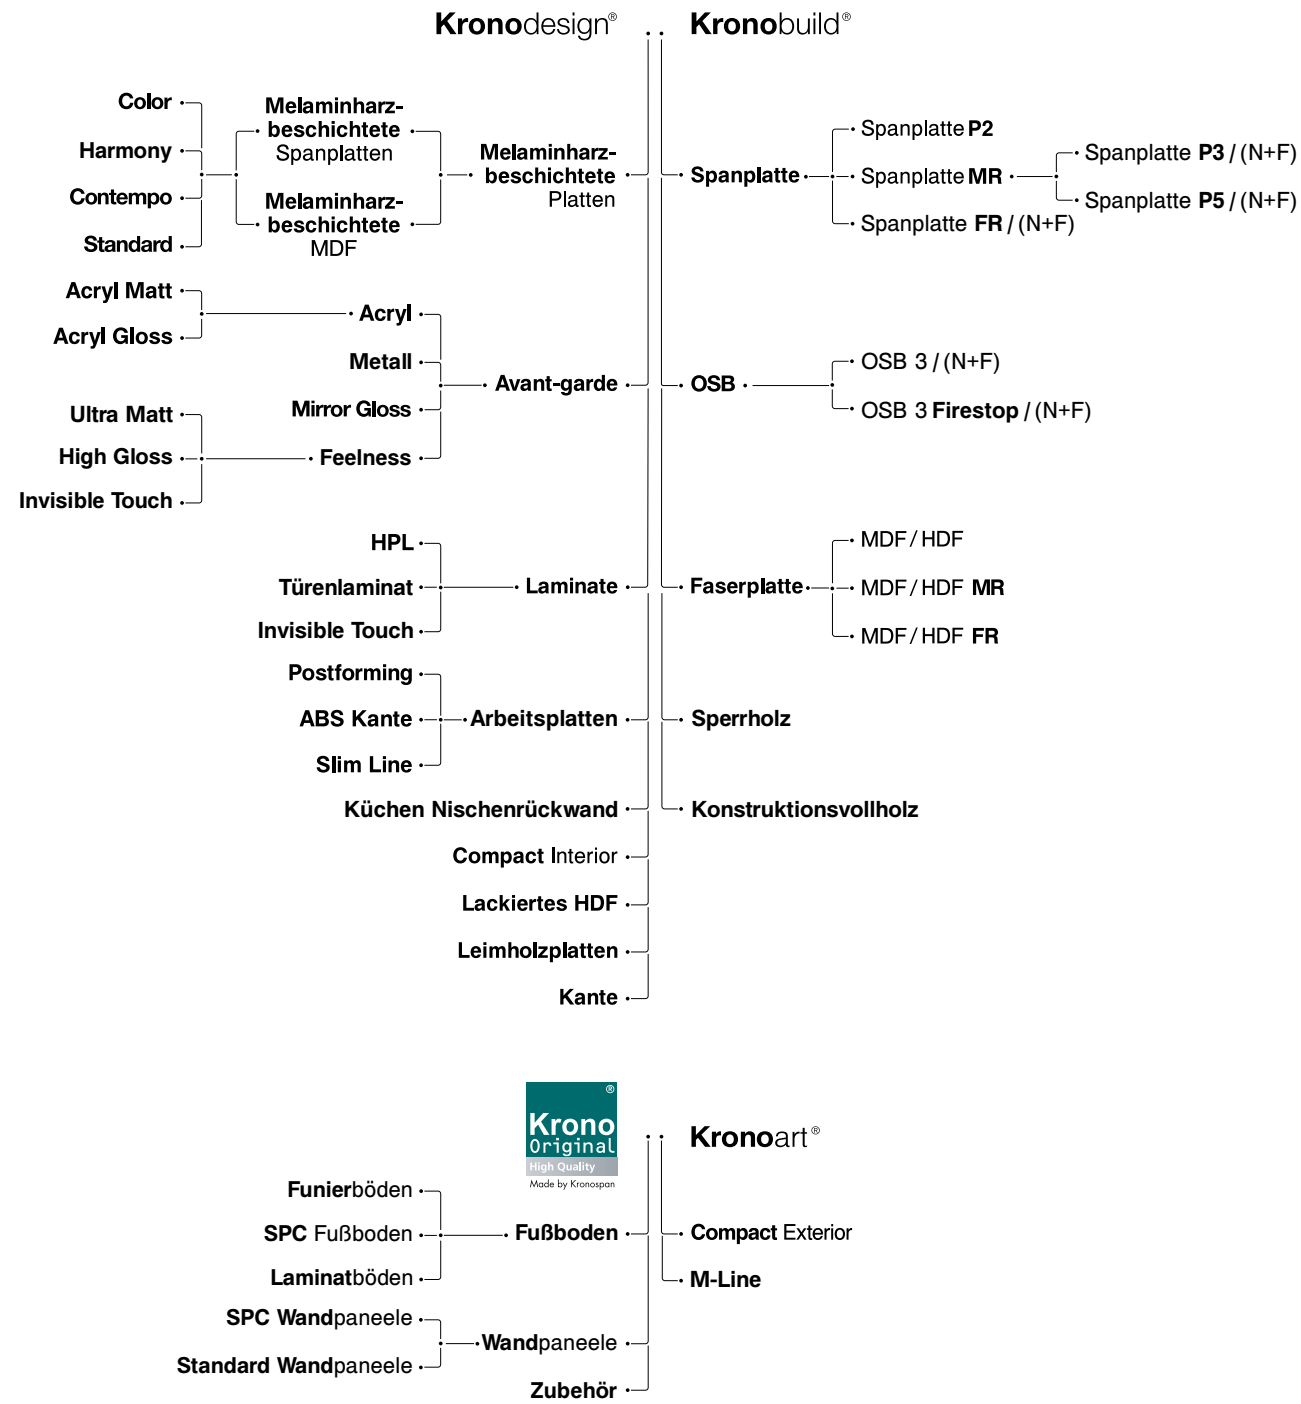 Kronodesign®
Kronobuild®
Color
Harmony
Contempo
Standard
Melaminharz-
beschichtete
Spanplatten
Melaminharz-
beschichtete
MDF
Melaminharz-
beschichtete
Platten
Acryl Matt
Acryl Gloss
Acryl
Metall
Mirror Gloss
Ultra Matt
High Gloss
Invisible Touch
Feelness
Avant-garde
HPL
Türenlaminat
Invisible Touch
Laminate
Postforming
ABS Kante
Slim Line
Arbeitsplatten
Küchen Nischenrückwand
Compact Interior
Lackiertes HDF
Leimholzplatten
Kante
Spanplatte
Spanplatte P2
Spanplatte MR
Spanplatte FR / (N+F)
Spanplatte P3 / (N+F)
Spanplatte P5 / (N+F)
OSB
OSB 3 / (N+F)
OSB 3 Firestop / (N+F)
Faserplatte
MDF/HDF
MDF/HDF MR
MDF/HDF FR
Sperrholz
Konstruktionsvollholz
®
Krono
Original
High Quality
Made by Kronospan
Kronoart®
Funierböden
SPC Fußboden
Laminatböden
Fußboden
SPC Wandpaneele
Standard Wandpaneele
Wandpaneele
Zubehör
Compact Exterior
M-Line